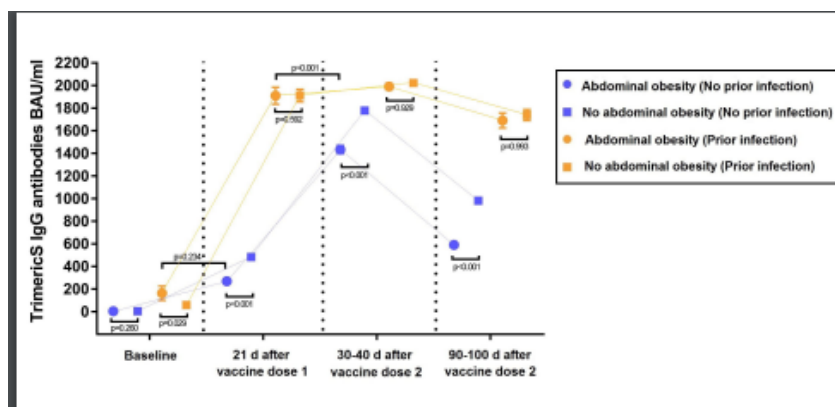 TrimericS IgG antibodies BAU/ml
2200
2000
1800
1600
1400
1200
1000
800
600
400
200
0
p<0.001
p=0.592
p=0.929
p<0.001
p=0.993
p=0.234
p<0.001
p<0.001
p=0.260
p=0.029
Baseline
21 d after
vaccine dose 1
30-40 d after
vaccine dose 2
90-100 d after
vaccine dose 2
Abdominal obesity (No prior infection)
No abdominal obesity (No prior infection)
Abdominal obesity (Prior infection)
No abdominal obesity (Prior infection)